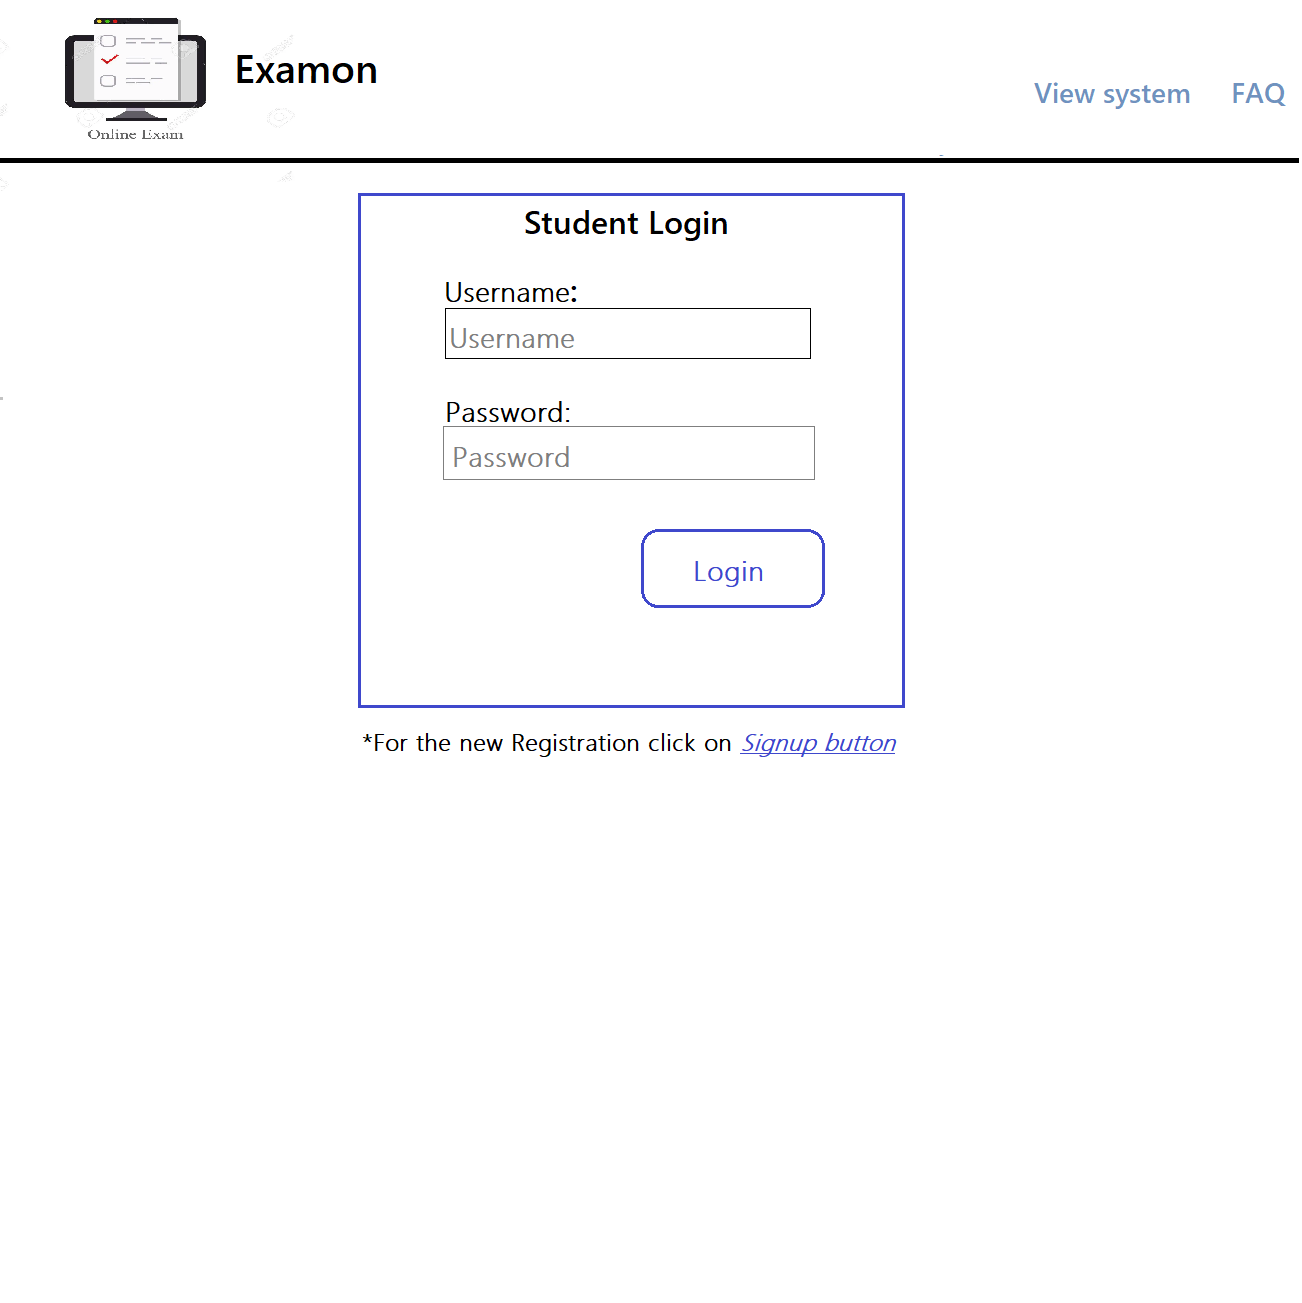 Examon
Online Exam
View system FAQ
Student Login
Username:
Username
Password:
Password
Login
*For the new Registration click on Signup button